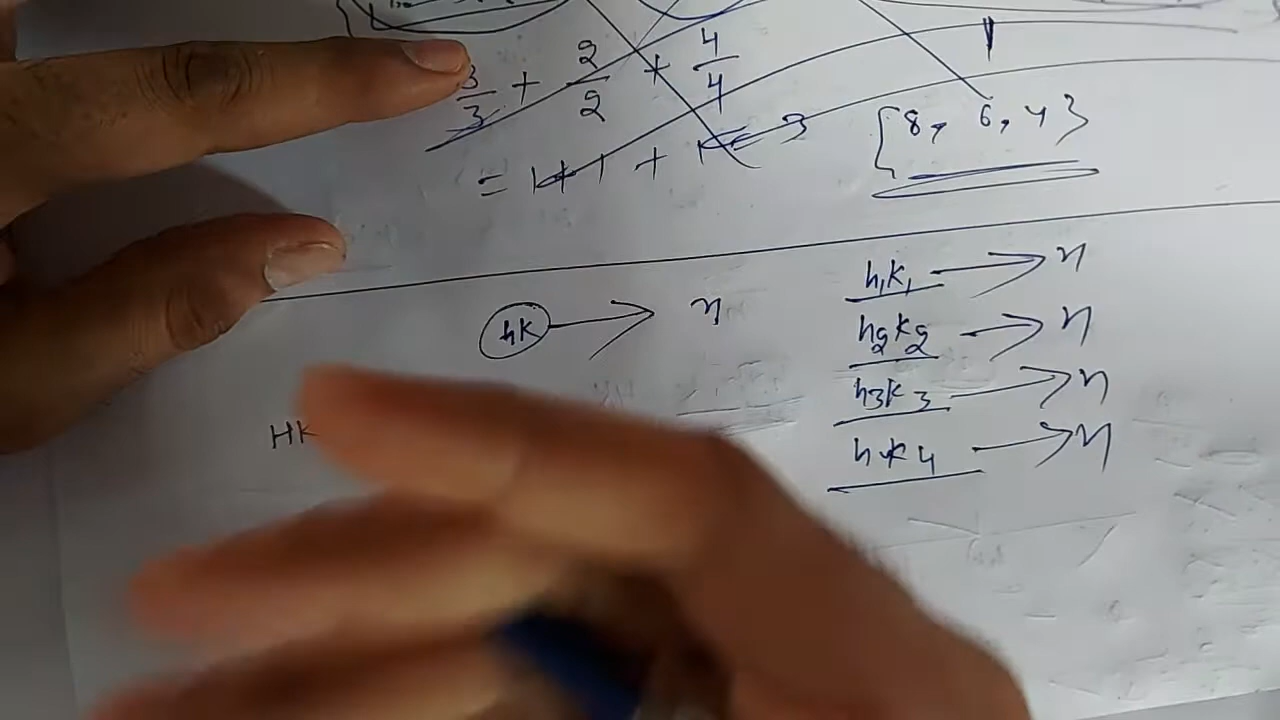 3/3 + 2/2 + 4/4
= 1+1 + 1 = 3
{8, 6, 4}
hk → n
h1k1 → n
h2k2 → n
h3k3 → n
h4k4 → n
HK